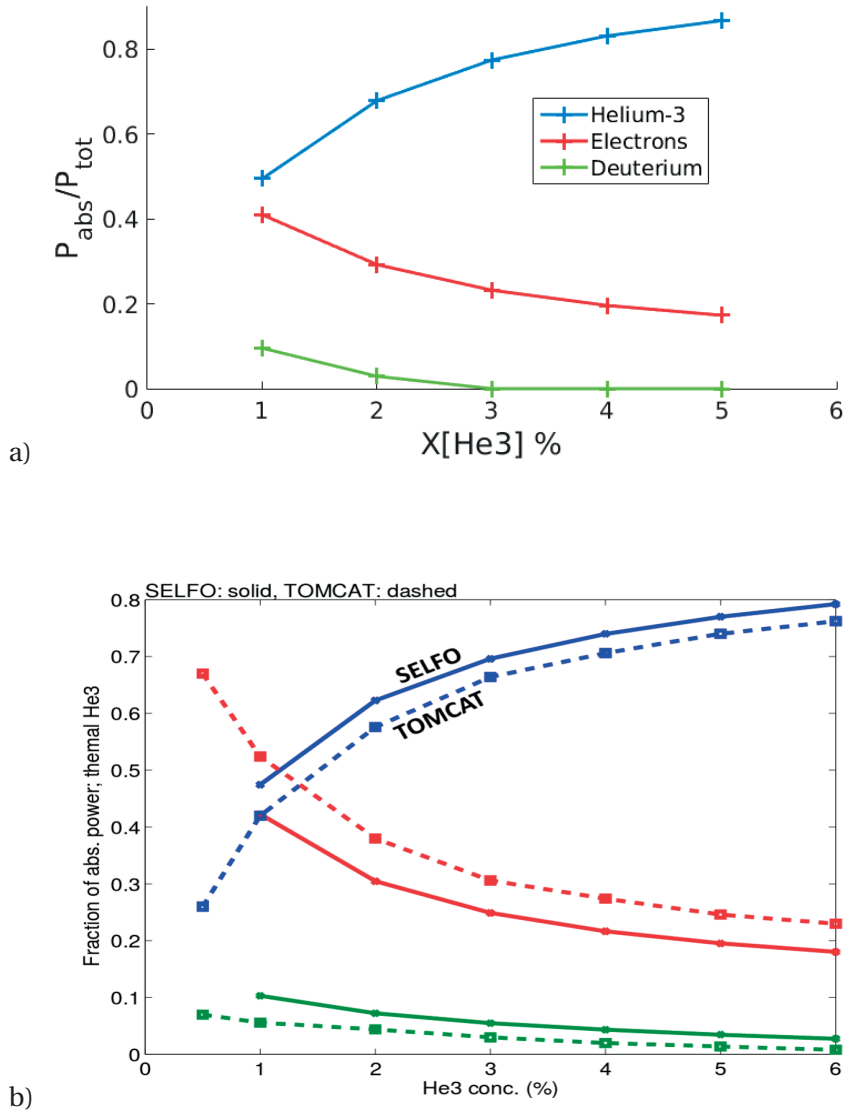 0.8
0.6
0.4
0.2
0
P_abs/P_tot
Helium-3
Electrons
Deuterium
0 1 2 3 4 5 6
X[He3] %
a)
SELFO: solid, TOMCAT: dashed
0.8
0.7
0.6
0.5
0.4
0.3
0.2
0.1
0
Fraction of abs. power; themal He3
SELFO
TOMCAT
0 1 2 3 4 5 6
He3 conc. (%)
b)